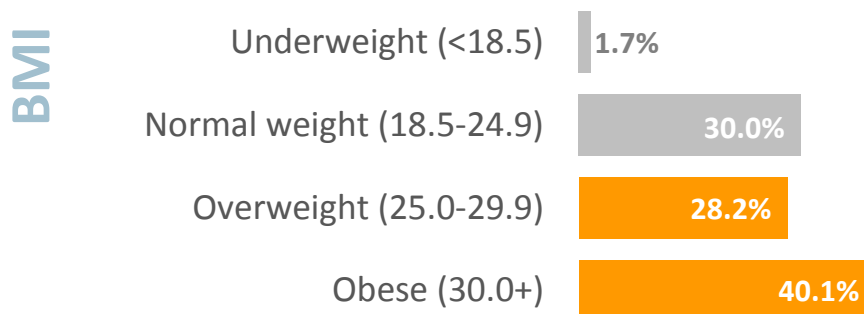 BMI
Underweight (<18.5) 1.7%
Normal weight (18.5-24.9) 30.0%
Overweight (25.0-29.9) 28.2%
Obese (30.0+) 40.1%